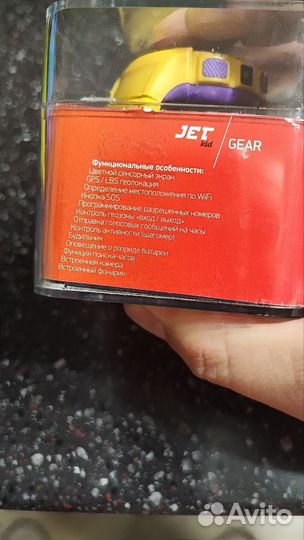 JET kid / GEAR
Функциональные особенности:
Цветной сенсорный экран
GPS / LBS геолокация
Определение местоположения по WiFi
Кнопка SOS
Программирование разрешенных номеров
Контроль геозоны «вход / выход»
Отправка голосовых сообщений на часы
Контроль активности (шагомер)
Будильник
Оповещение о разряде батареи
Функция поиска часов
Встроенная камера
Встроенный фонарик
Avito